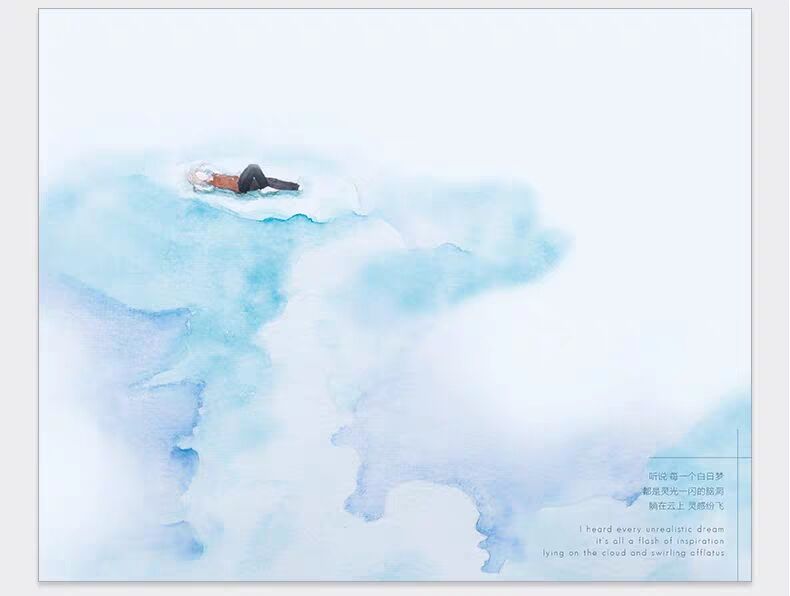 听说 每一个白日梦
都是灵光一闪的脑洞
躺在云上 灵感纷飞
I heard every unrealistic dream
it's all a flash of inspiration
lying on the cloud and swirling afflatus